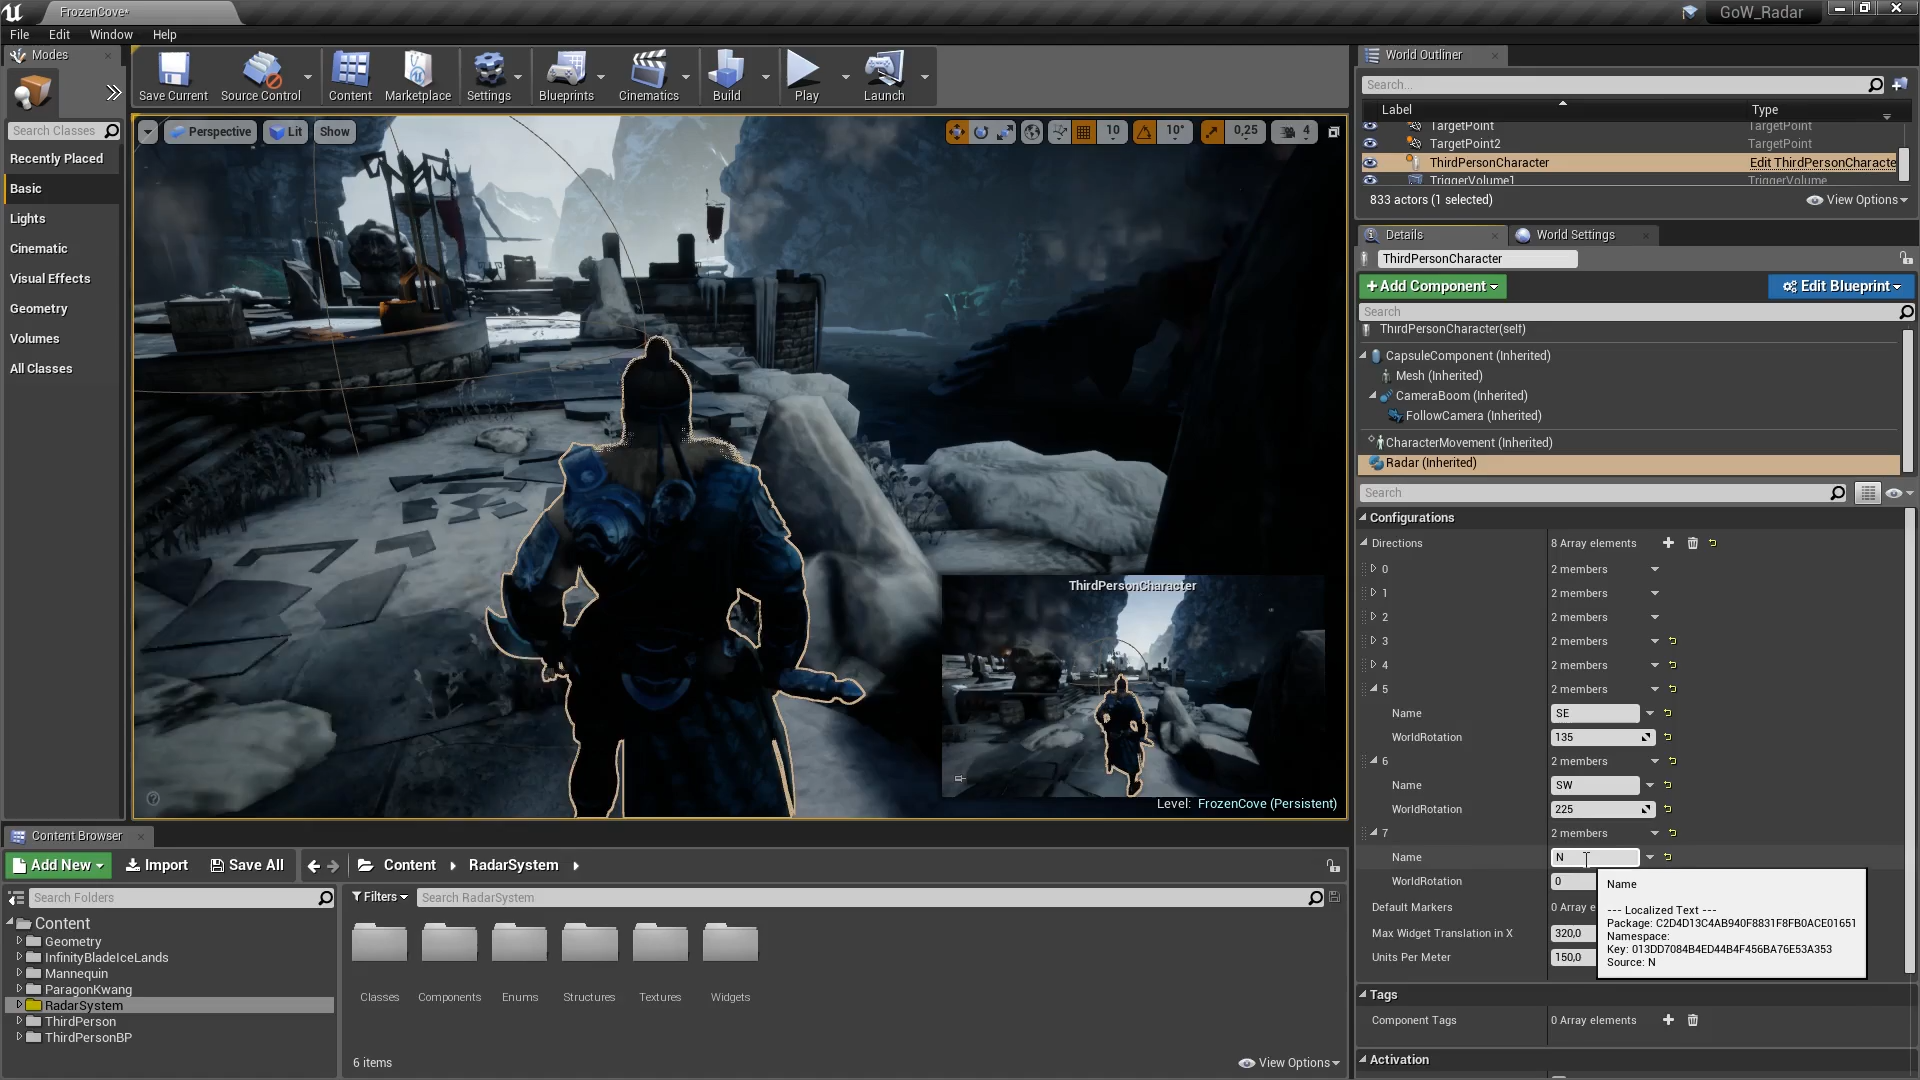 FrozenCove*
GoW_Radar
File Edit Window Help
Modes
Search Classes
Recently Placed
Basic
Lights
Cinematic
Visual Effects
Geometry
Volumes
All Classes
Save Current
Source Control
Content
Marketplace
Settings
Blueprints
Cinematics
Build
Play
Launch
Perspective
Lit
Show
10
10°
0,25
4
ThirdPersonCharacter
Level: FrozenCove (Persistent)
World Outliner
Search...
Label Type
TargetPoint TargetPoint
TargetPoint2 TargetPoint
ThirdPersonCharacter Edit ThirdPersonCharacte
TriggerVolume1 TriggerVolume
833 actors (1 selected)
View Options
Details
World Settings
ThirdPersonCharacter
+Add Component
Edit Blueprint
Search
ThirdPersonCharacter(self)
CapsuleComponent (Inherited)
Mesh (Inherited)
CameraBoom (Inherited)
FollowCamera (Inherited)
CharacterMovement (Inherited)
Radar (Inherited)
Search
Configurations
Directions 8 Array elements
0 2 members
1 2 members
2 2 members
3 2 members
4 2 members
5 2 members
Name SE
WorldRotation 135
6 2 members
Name SW
WorldRotation 225
7 2 members
Name N
WorldRotation 0
Default Markers 0 Array e
Max Widget Translation in X 320,0
Units Per Meter 150,0
Name
--- Localized Text ---
Package: C2D4D13C4AB940F8831F8FB0ACE01651
Namespace:
Key: 013DD7084B4ED44B4F456BA76E53A353
Source: N
Tags
Component Tags 0 Array elements
Activation
Content Browser
Add New
Import
Save All
Content
RadarSystem
Search Folders
Content
Geometry
InfinityBladeIceLands
Mannequin
ParagonKwang
RadarSystem
ThirdPerson
ThirdPersonBP
Filters
Search RadarSystem
Classes
Components
Enums
Structures
Textures
Widgets
6 items
View Options